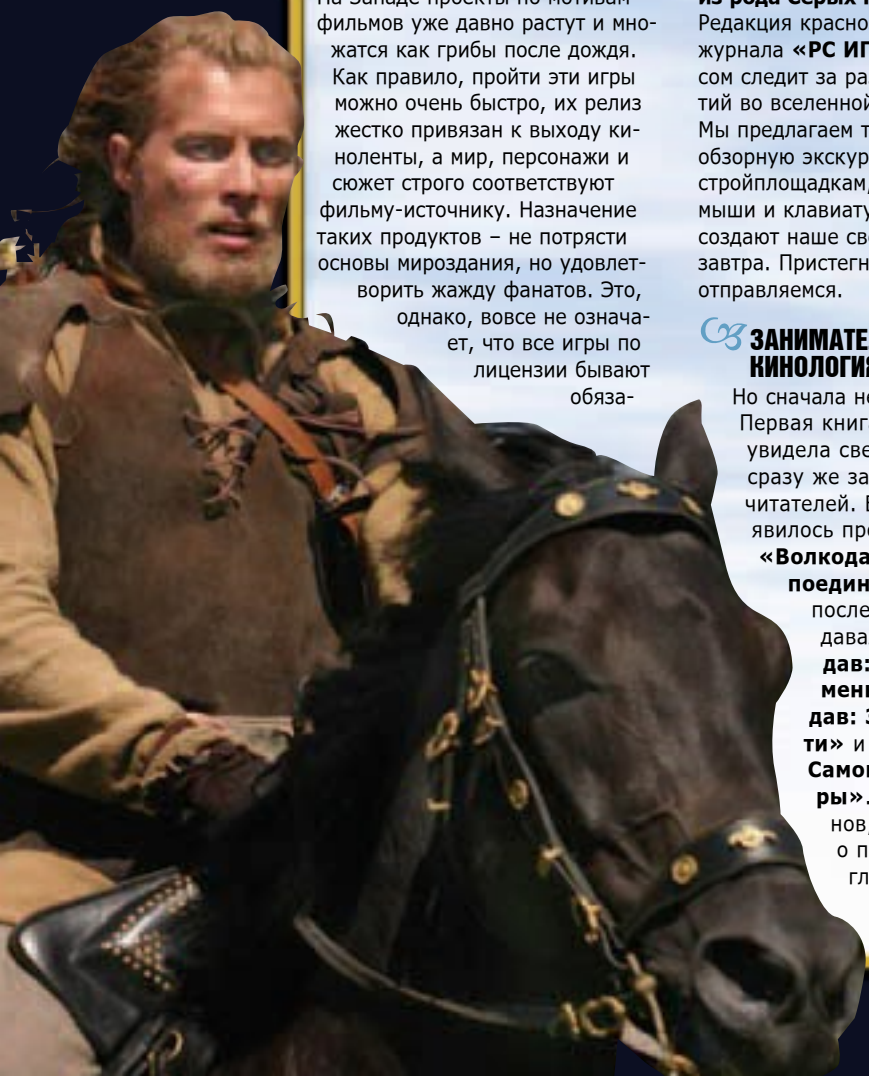 На Западе проекты по мотивам
фильмов уже давно растут и мно-
жатся как грибы после дождя.
Как правило, пройти эти игры
можно очень быстро, их релиз
жестко привязан к выходу ки-
ноленты, а мир, персонажи и
сюжет строго соответствуют
фильму-источнику. Назначение
таких продуктов – не потрясти
основы мироздания, но удовлет-
ворить жажду фанатов. Это,
однако, вовсе не означа-
ет, что все игры по
лицензии бывают
обяза-
из рода Серых
Редакция красно
журнала «РС ИГ
сом следит за ра
тий во вселенной
Мы предлагаем т
обзорную экскур
стройплощадкам,
мыши и клавиату
создают наше св
завтра. Пристегн
отправляемся.
ЗАНИМАТЕ
КИНОЛОГИЯ
Но сначала не
Первая книг
увидела све
сразу же за
читателей. В
явилось пр
«Волкода
поедин
после
дава
дав:
мен
дав: З
ти» и
Само
ры».
нов,
о п
гл